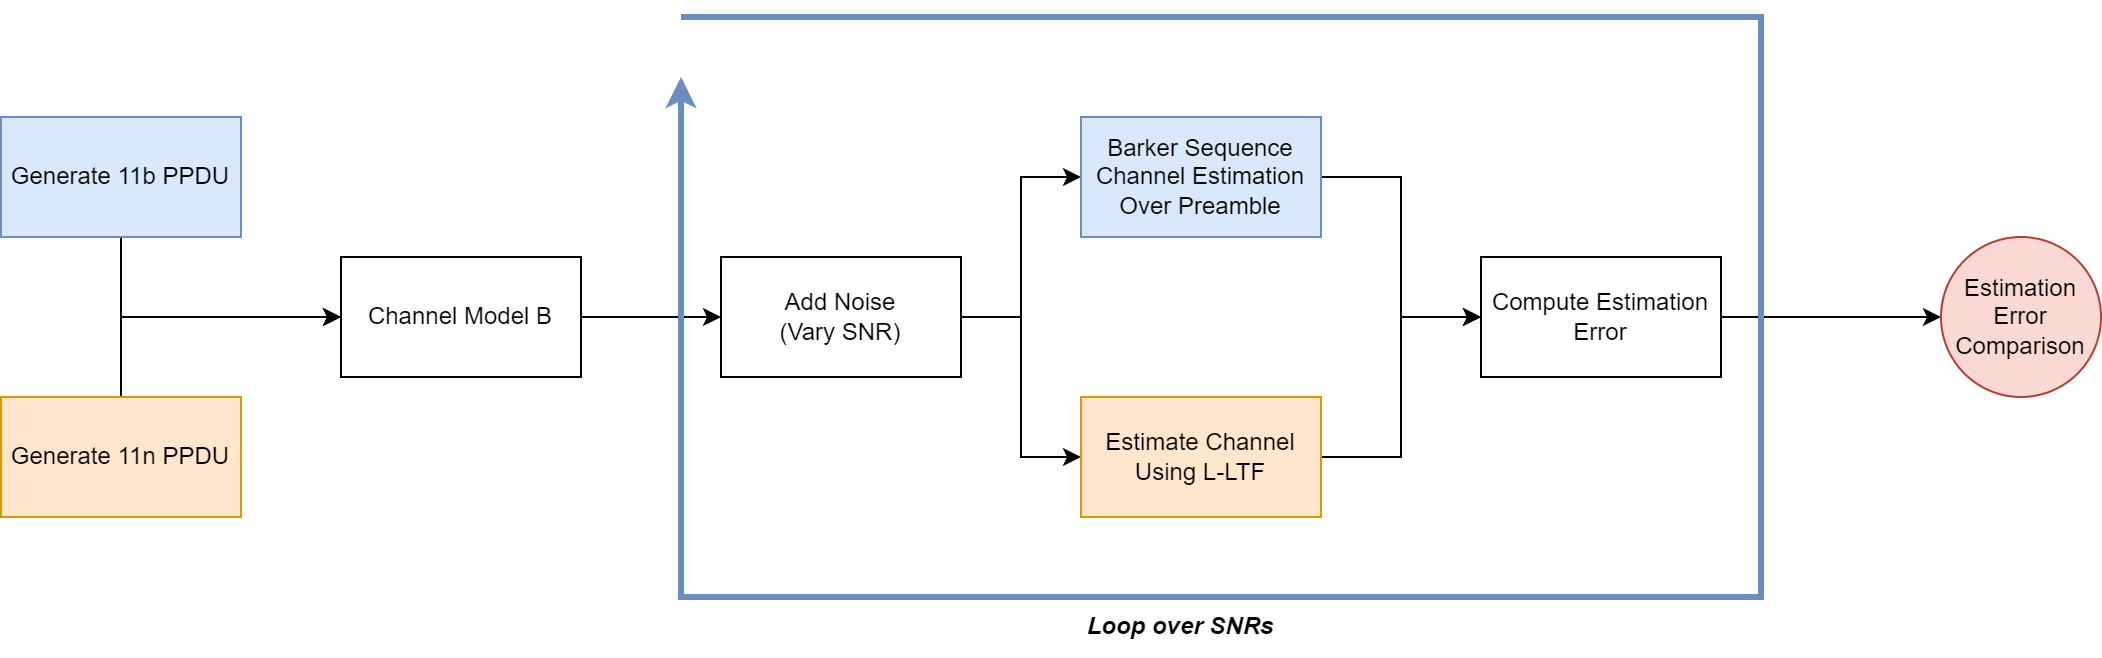 Generate 11b PPDU
Generate 11n PPDU
Channel Model B
Add Noise
(Vary SNR)
Barker Sequence
Channel Estimation
Over Preamble
Estimate Channel
Using L-LTF
Compute Estimation
Error
Estimation
Error
Comparison
Loop over SNRs